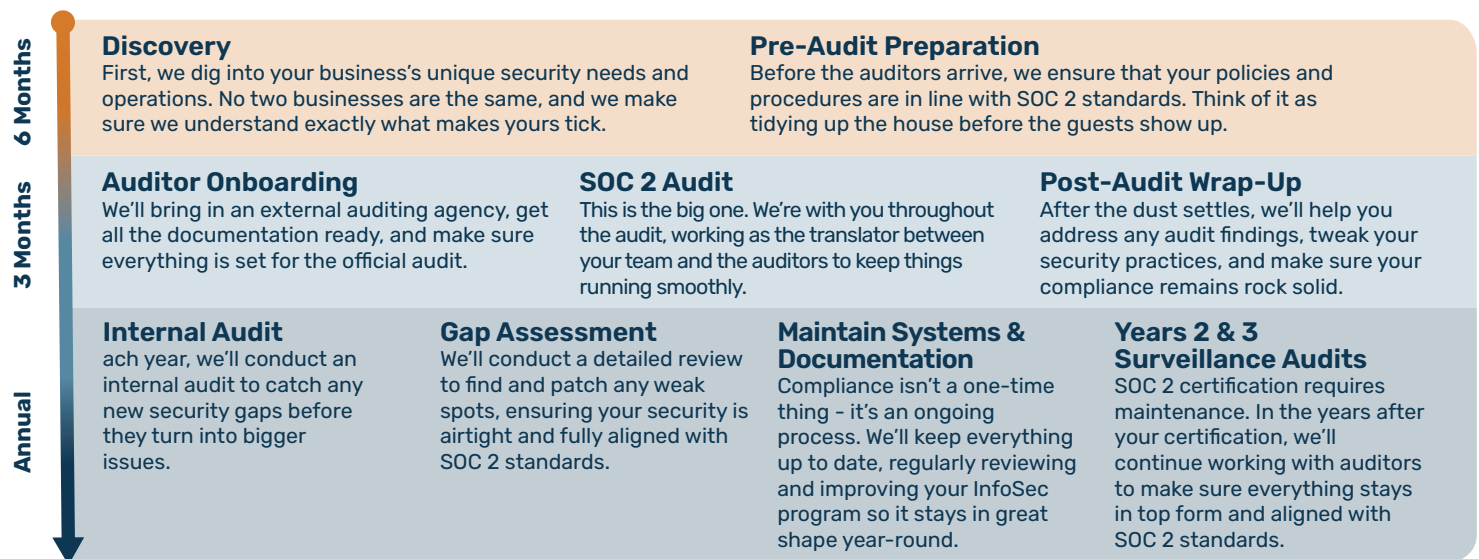 6 Months
Discovery
First, we dig into your business's unique security needs and
operations. No two businesses are the same, and we make
sure we understand exactly what makes yours tick.
Pre-Audit Preparation
Before the auditors arrive, we ensure that your policies and
procedures are in line with SOC 2 standards. Think of it as
tidying up the house before the guests show up.
3 Months
Auditor Onboarding
We'll bring in an external auditing agency, get
all the documentation ready, and make sure
everything is set for the official audit.
SOC 2 Audit
This is the big one. We're with you throughout
the audit, working as the translator between
your team and the auditors to keep things
running smoothly.
Post-Audit Wrap-Up
After the dust settles, we'll help you
address any audit findings, tweak your
security practices, and make sure your
compliance remains rock solid.
Annual
Internal Audit
ach year, we'll conduct an
internal audit to catch any
new security gaps before
they turn into bigger
issues.
Gap Assessment
We'll conduct a detailed review
to find and patch any weak
spots, ensuring your security is
airtight and fully aligned with
SOC 2 standards.
Maintain Systems &
Documentation
Compliance isn't a one-time
thing - it's an ongoing
process. We'll keep everything
up to date, regularly reviewing
and improving your InfoSec
program so it stays in great
shape year-round.
Years 2 & 3
Surveillance Audits
SOC 2 certification requires
maintenance. In the years after
your certification, we'll
continue working with auditors
to make sure everything stays
in top form and aligned with
SOC 2 standards.